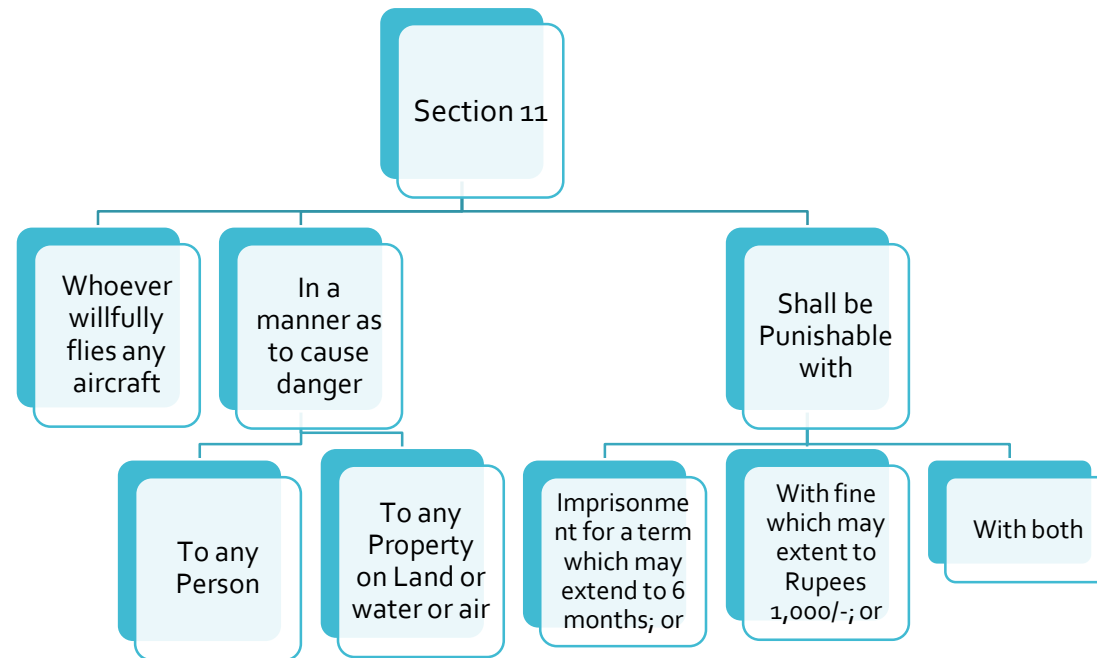 Section 11
Whoever
willfully
flies any
aircraft
In a
manner as
to cause
danger
Shall be
Punishable
with
To any
Person
To any
Property
on Land or
water or air
Imprisonme
nt for a term
which may
extend to 6
months; or
With fine
which may
extent to
Rupees
1,000/-; or
With both